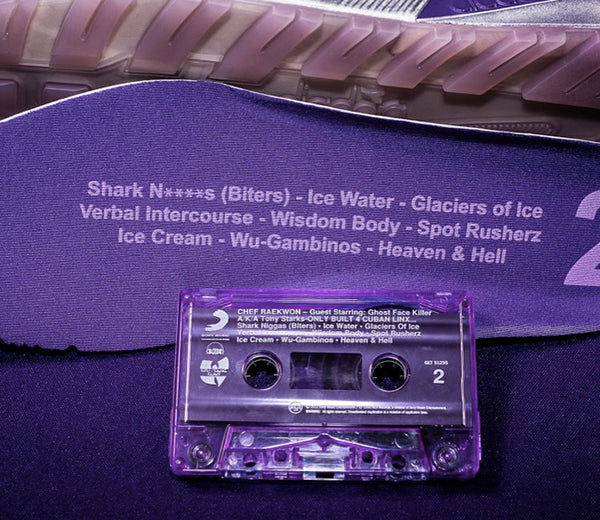 Shark N****s (Biters) - Ice Water - Glaciers of Ice
Verbal Intercourse - Wisdom Body - Spot Rusherz
Ice Cream - Wu-Gambinos - Heaven & Hell
2
CHEF RAEKWON – Guest Starring: Ghost Face Killer
A/K/A Tony Starks-ONLY BUILT 4 CUBAN LINX...
Shark Niggas (Biters) • Ice Water • Glaciers Of Ice
Verbal Intercourse • Wisdom Body • Spot Rusherz
Ice Cream • Wu-Gambinos • Heaven & Hell
2